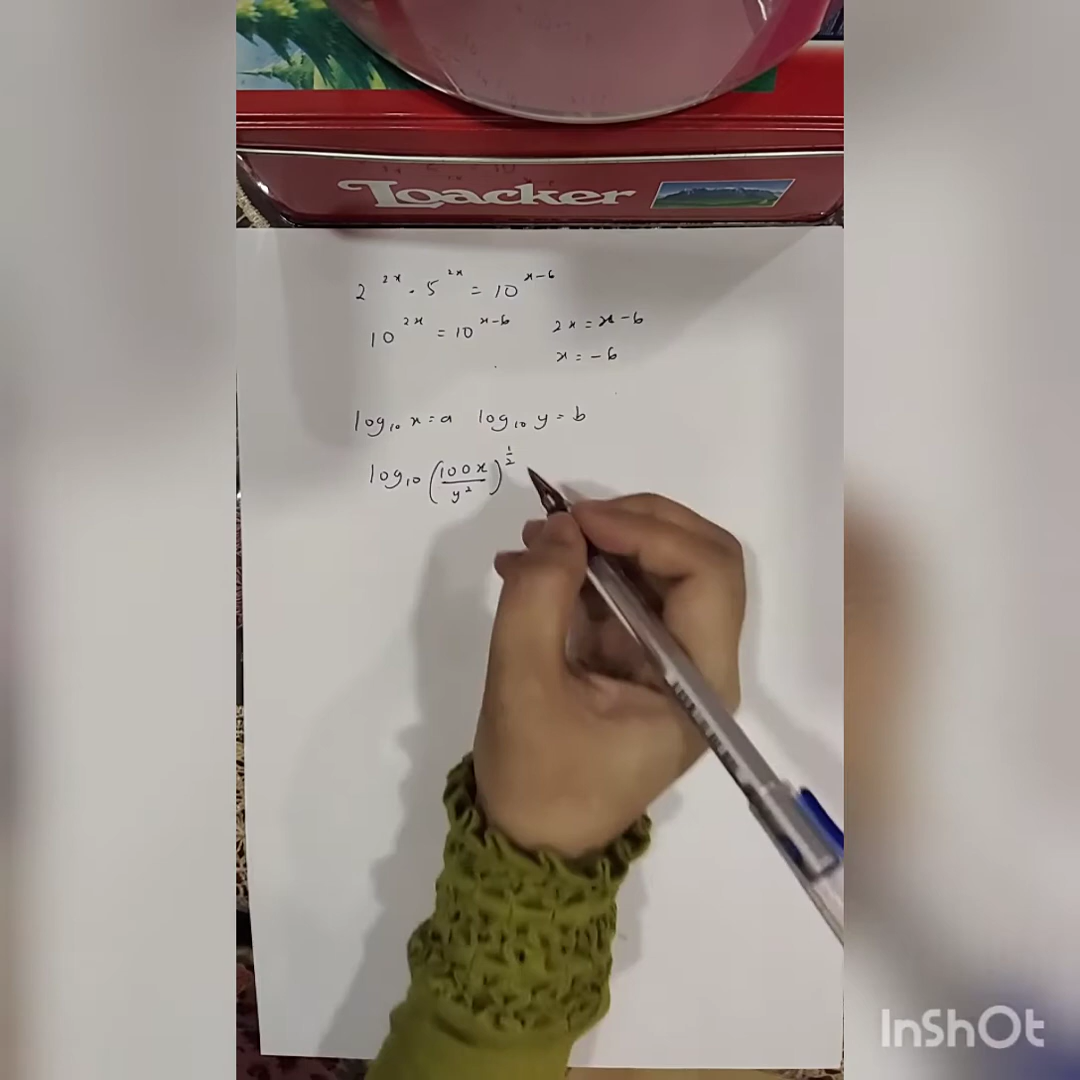 Loacker
2^{2x} . 5^{2x} = 10^{x-6}
10^{2x} = 10^{x-6}   2x = x-6
x = -6
log₁₀ x = a   log₁₀ y = b
log₁₀ (100x/y²)^{1/2}
InShOt